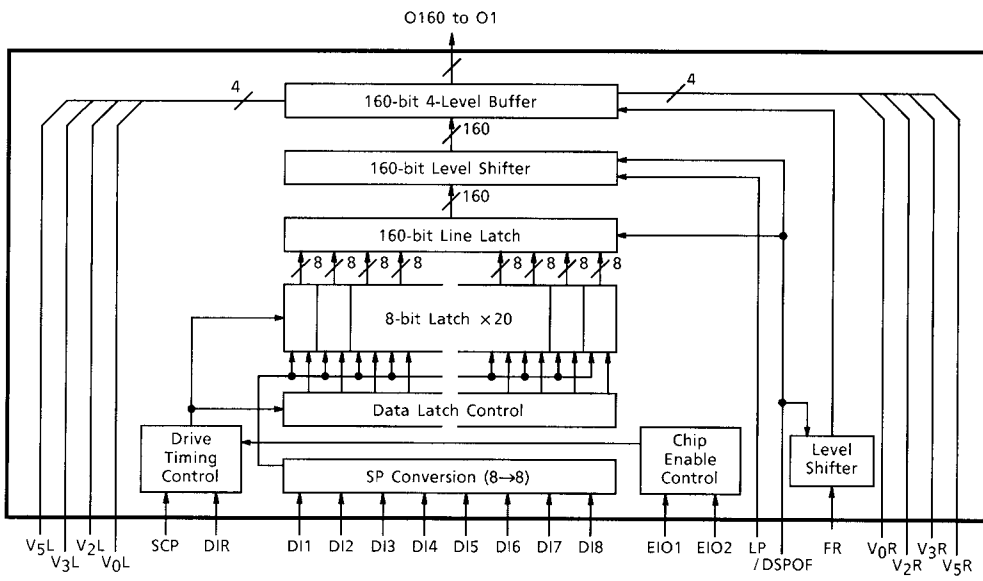 O160 to O1
4
4
160-bit 4-Level Buffer
160
160-bit Level Shifter
160
160-bit Line Latch
8 8 8 8 8 8 8 8
8-bit Latch ×20
Data Latch Control
Drive Timing Control
Chip Enable Control
Level Shifter
SP Conversion (8→8)
V5L V3L V2L V0L SCP DIR DI1 DI2 DI3 DI4 DI5 DI6 DI7 DI8 EIO1 EIO2 LP /DSPOF FR V0R V2R V3R V5R